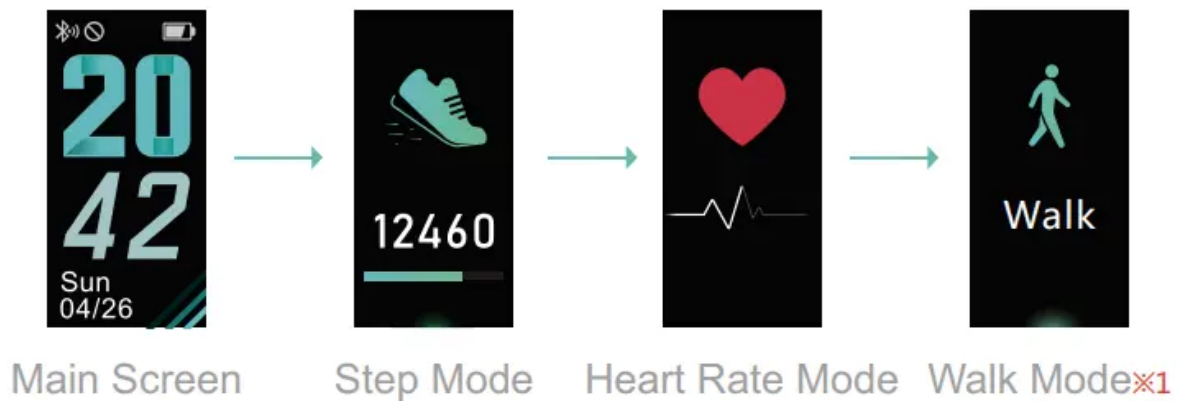 20
42
Sun
04/26
12460
Walk
Main Screen
Step Mode
Heart Rate Mode
Walk Mode※1